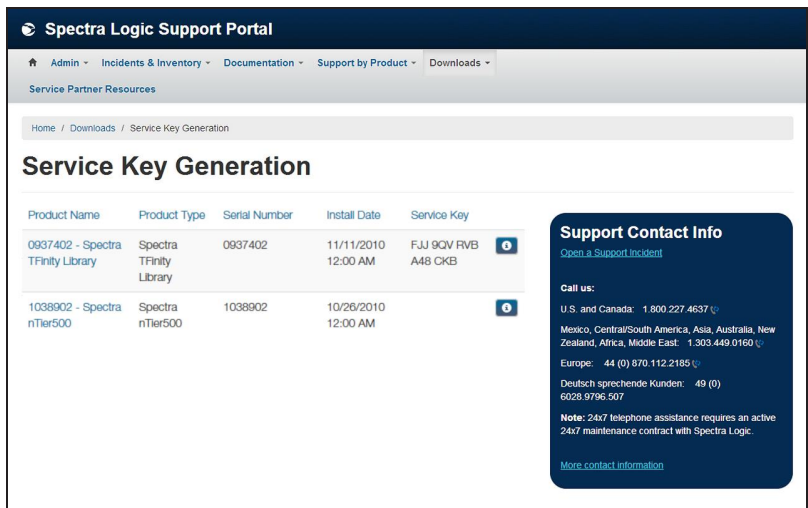 Spectra Logic Support Portal
Admin Incidents & Inventory Documentation Support by Product Downloads
Service Partner Resources
Home / Downloads / Service Key Generation
Service Key Generation
Product Name Product Type Serial Number Install Date Service Key
0937402 - Spectra Spectra 0937402 11/11/2010 FJJ 9QV RVB
TFinity Library TFinity 12:00 AM A48 CKB
Library
1038902 - Spectra Spectra 1038902 10/26/2010
nTier500 nTier500 12:00 AM
Support Contact Info
Open a Support Incident
Call us:
U.S. and Canada: 1.800.227.4637
Mexico, Central/South America, Asia, Australia, New
Zealand, Africa, Middle East: 1.303.449.0160
Europe: 44 (0) 870.112.2185
Deutsch sprechende Kunden: 49 (0)
6028.9796.507
Note: 24x7 telephone assistance requires an active
24x7 maintenance contract with Spectra Logic.
More contact information